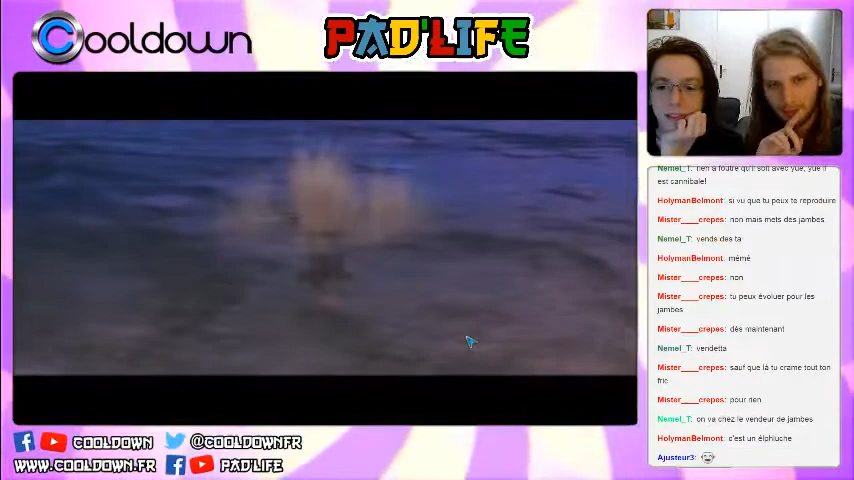 Cooldown
PAD'LIFE
Nemel_T: rien à foutre qu'il soit avec yue, yue il
est cannibale!
HolymanBelmont: si vu que tu peux te reproduire
Mister____crepes: non mais mets des jambes
Nemel_T: vends des ta
HolymanBelmont: mémé
Mister____crepes: non
Mister____crepes: tu peux évoluer pour les
jambes
Mister____crepes: dès maintenant
Nemel_T: vendetta
Mister____crepes: sauf que là tu crame tout ton
fric
Mister____crepes: pour rien
Nemel_T: on va chez le vendeur de jambes
HolymanBelmont: c'est un élphluche
Ajusteur3:
COOLDOWN @COOLDOWNFR
WWW.COOLDOWN.FR PAD'LIFE